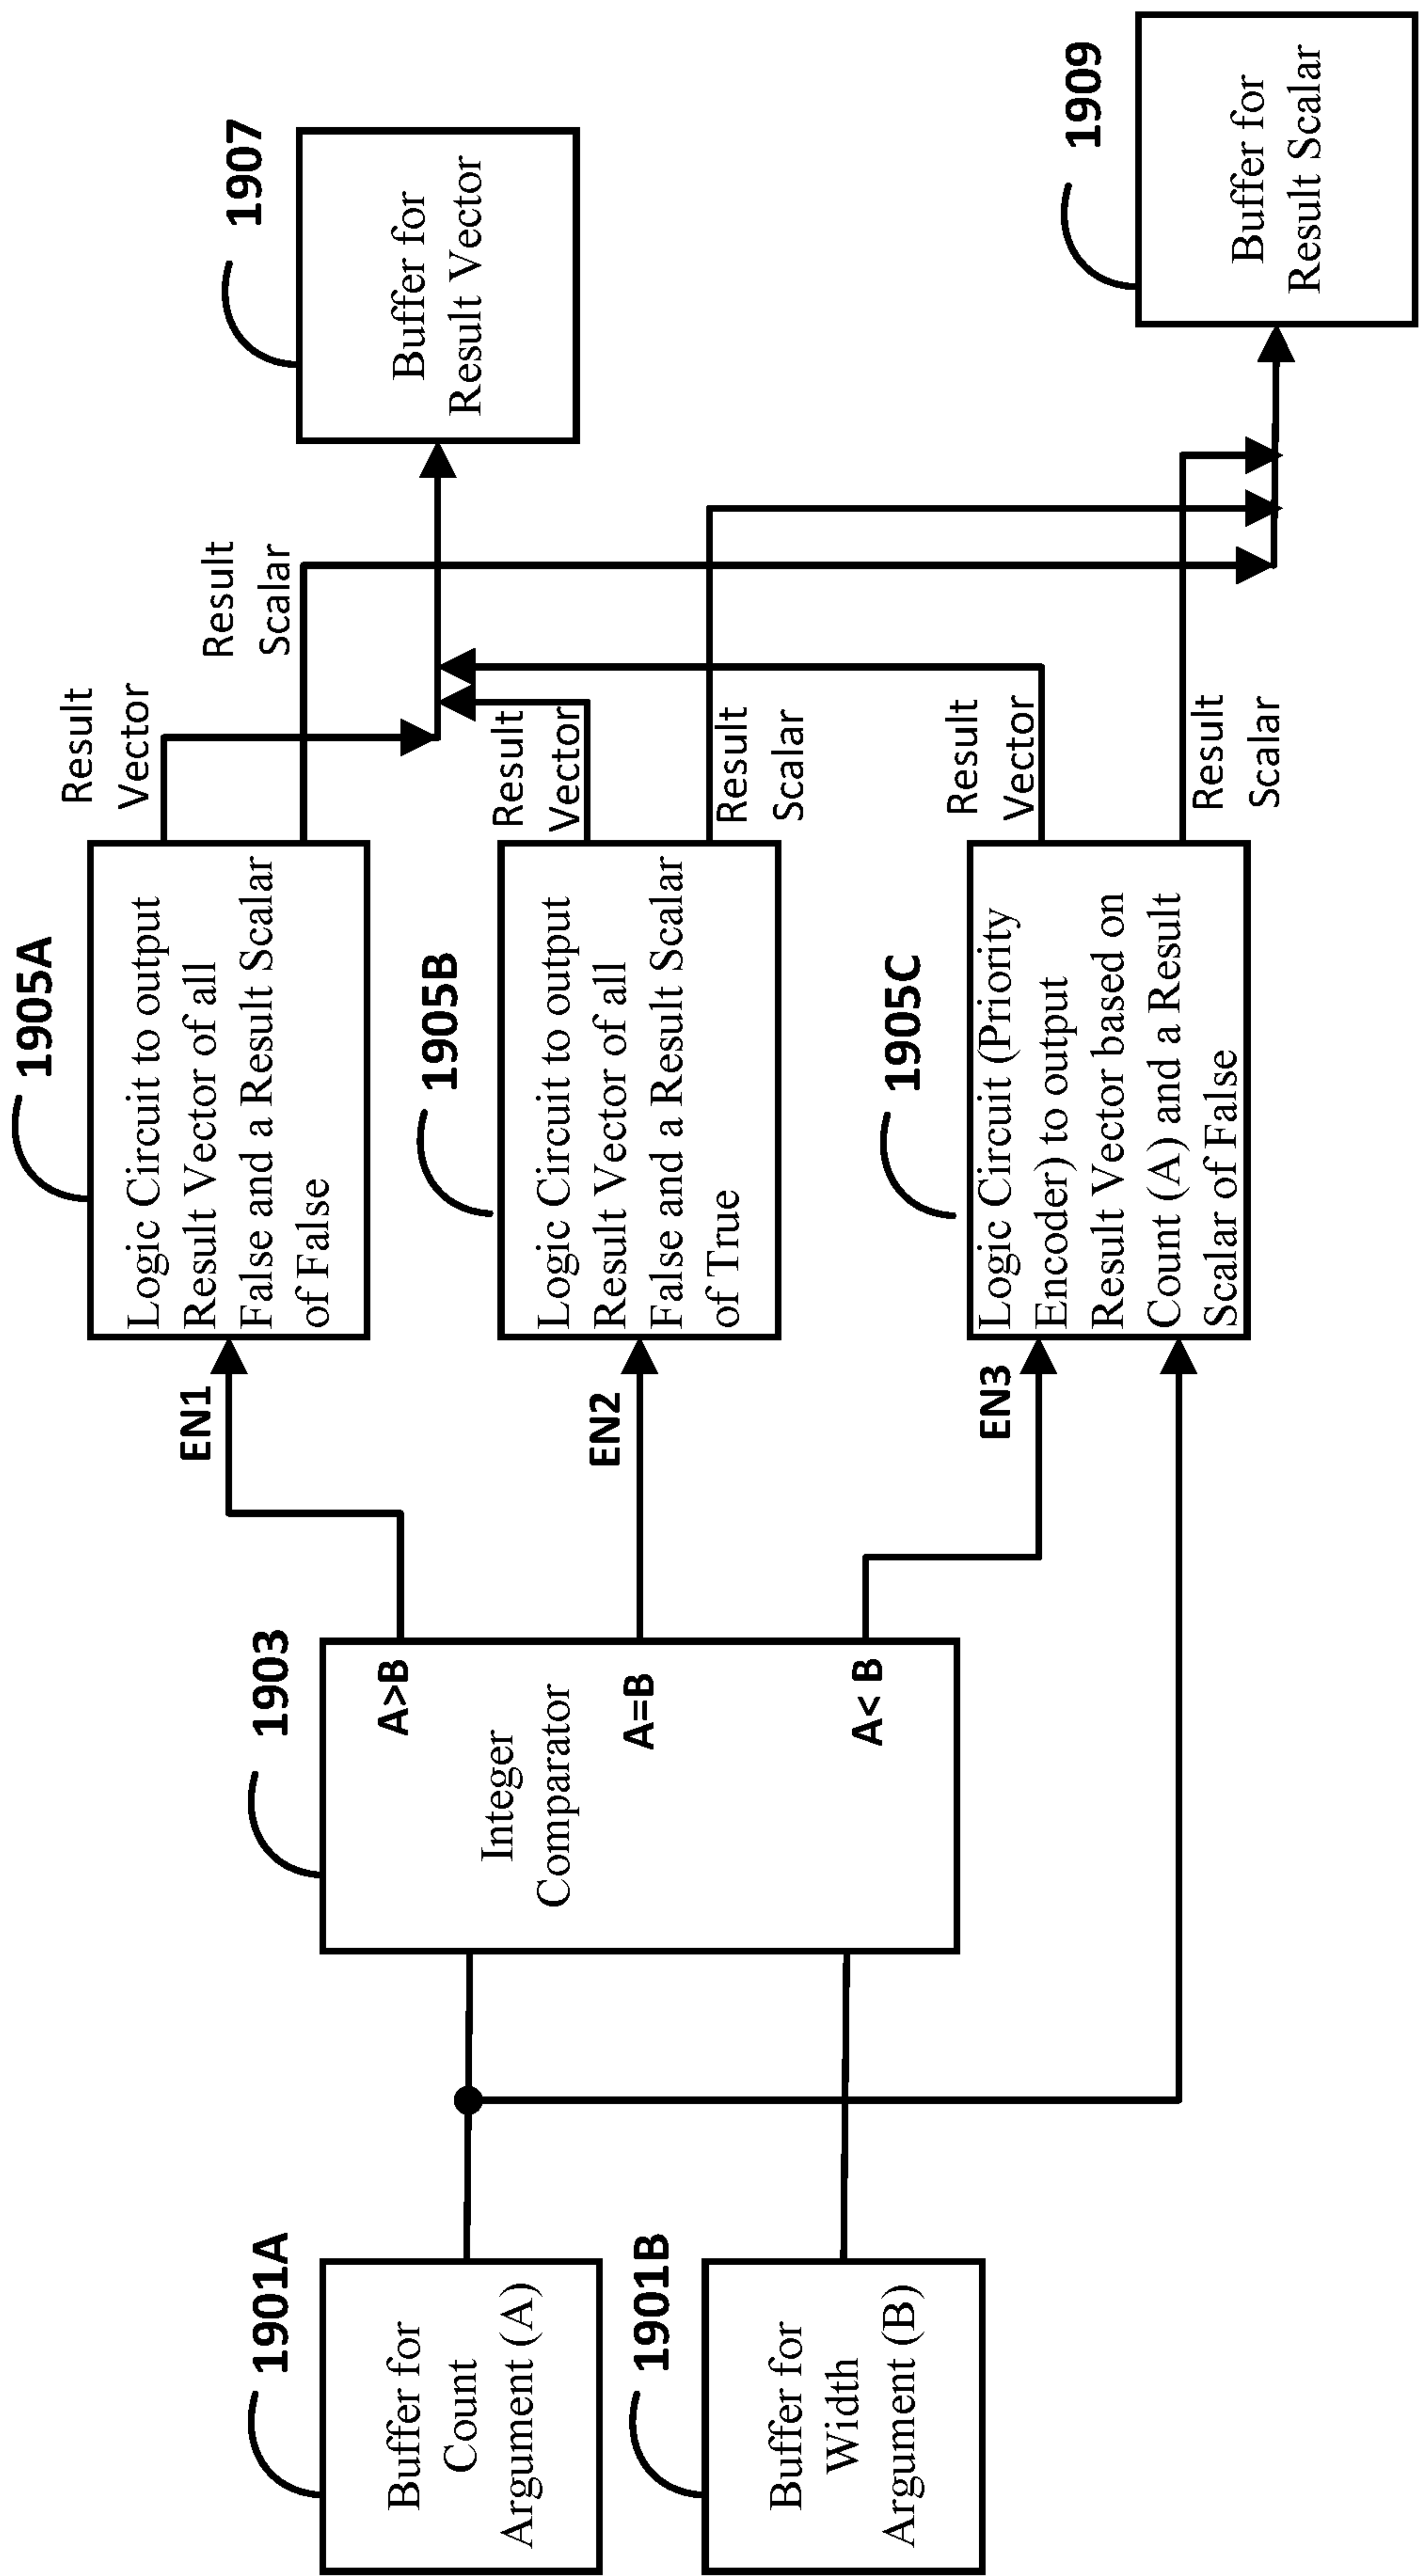 1901A
Buffer for
Count
Argument (A)
1901B
Buffer for
Width
Argument (B)
1903
Integer
Comparator
A>B
A=B
A< B
EN1
EN2
EN3
1905A
Logic Circuit to output
Result Vector of all
False and a Result Scalar
of False
1905B
Logic Circuit to output
Result Vector of all
False and a Result Scalar
of True
1905C
Logic Circuit (Priority
Encoder) to output
Result Vector based on
Count (A) and a Result
Scalar of False
Result
Vector
Result
Scalar
Result
Vector
Result
Scalar
Result
Vector
Result
Scalar
1907
Buffer for
Result Vector
1909
Buffer for
Result Scalar